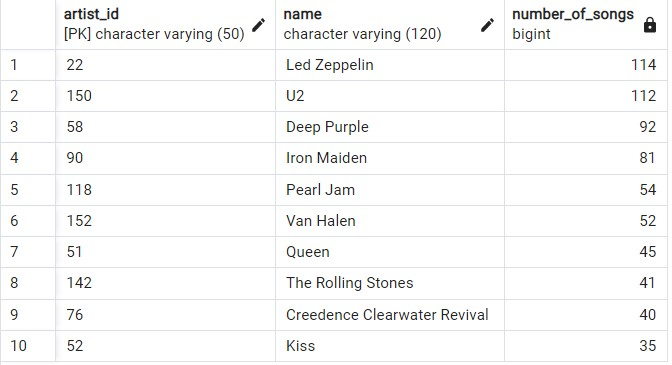 artist_id name number_of_songs
[PK] character varying (50) character varying (120) bigint
1 22 Led Zeppelin 114
2 150 U2 112
3 58 Deep Purple 92
4 90 Iron Maiden 81
5 118 Pearl Jam 54
6 152 Van Halen 52
7 51 Queen 45
8 142 The Rolling Stones 41
9 76 Creedence Clearwater Revival 40
10 52 Kiss 35